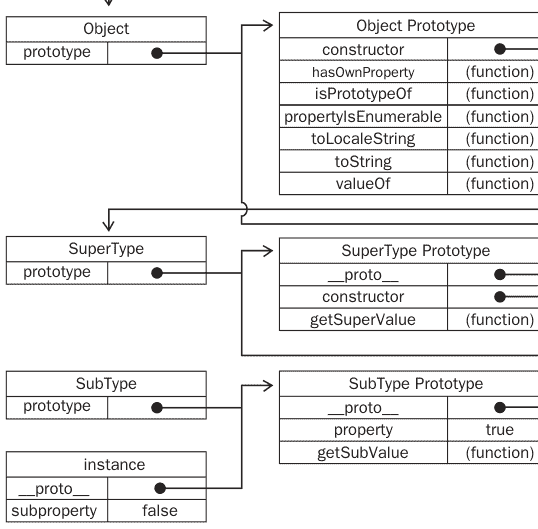 Object
prototype
Object Prototype
constructor
hasOwnProperty (function)
isPrototypeOf (function)
propertyIsEnumerable (function)
toLocaleString (function)
toString (function)
valueOf (function)
SuperType
prototype
SuperType Prototype
__proto__
constructor
getSuperValue (function)
SubType
prototype
SubType Prototype
__proto__
property true
getSubValue (function)
instance
__proto__
subproperty false